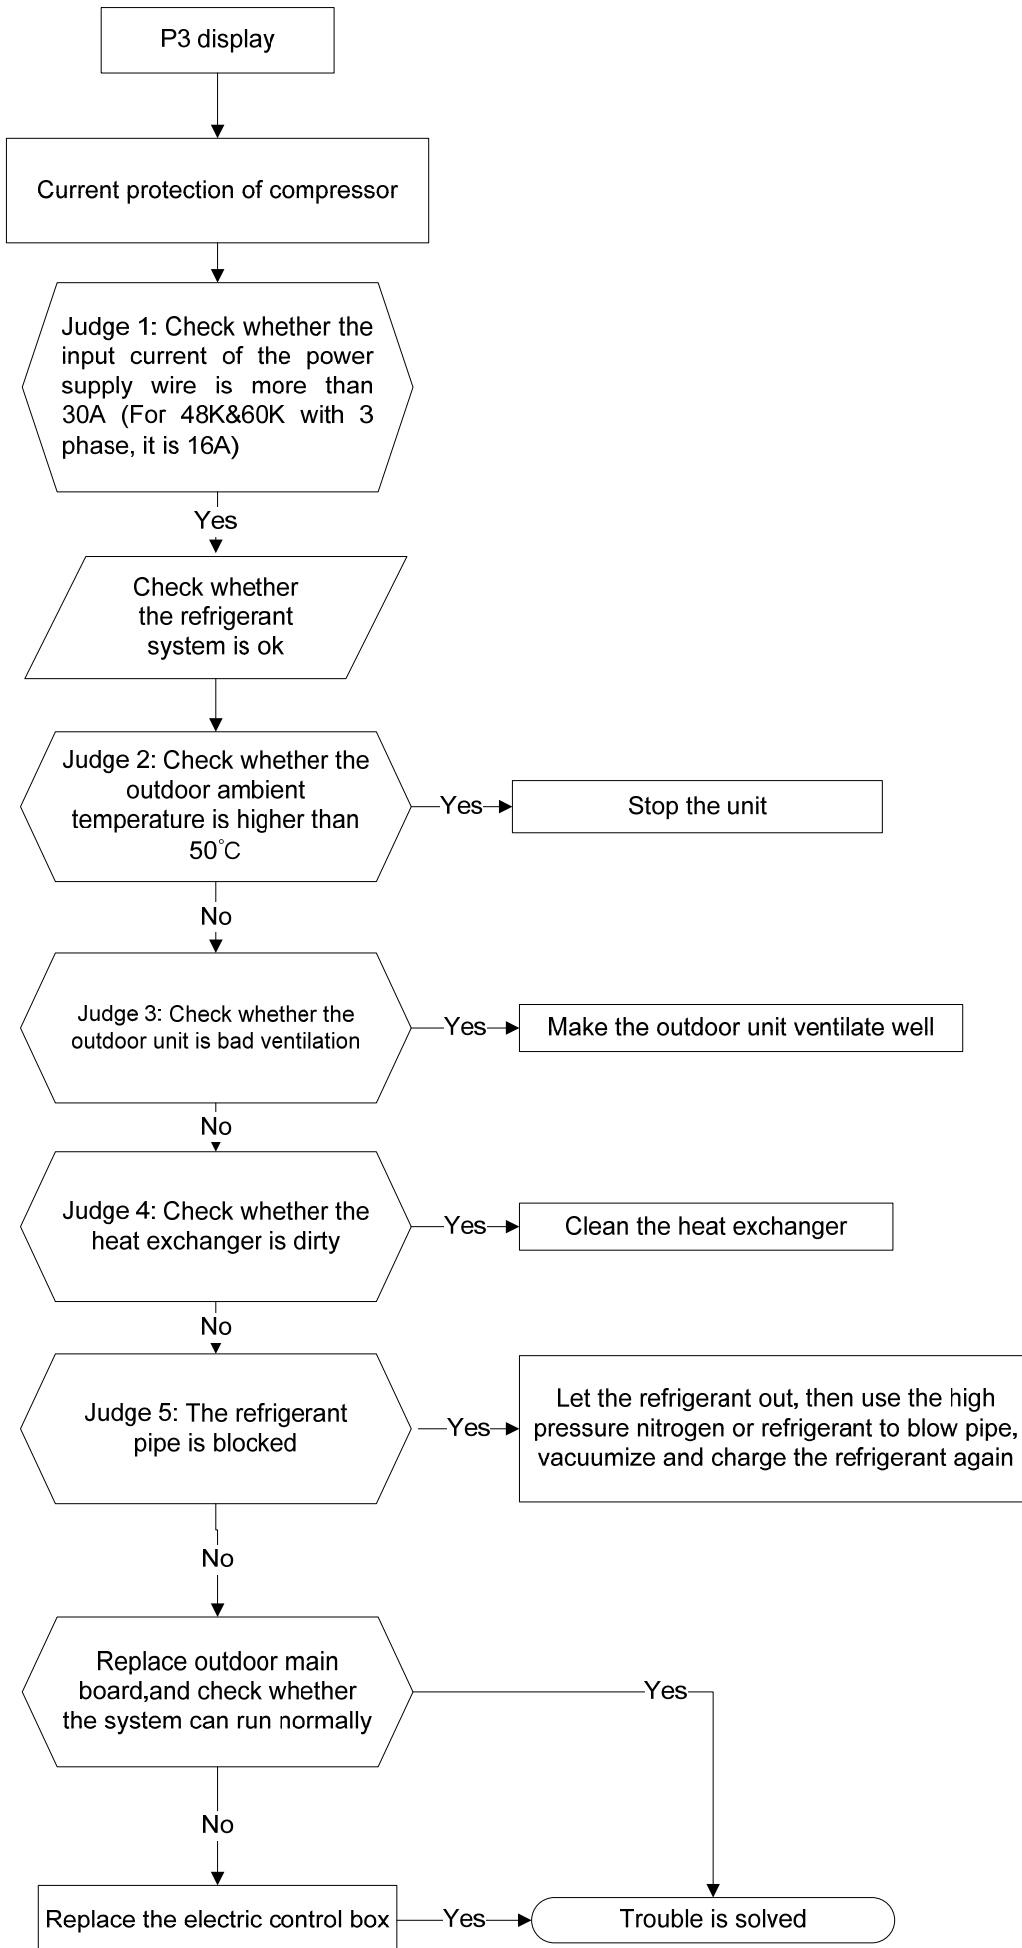 P3 display
Current protection of compressor
Judge 1: Check whether the
input current of the power
supply wire is more than
30A (For 48K&60K with 3
phase, it is 16A)
Yes
Check whether
the refrigerant
system is ok
Judge 2: Check whether the
outdoor ambient
temperature is higher than
50°C
Yes
Stop the unit
No
Judge 3: Check whether the
outdoor unit is bad ventilation
Yes
Make the outdoor unit ventilate well
No
Judge 4: Check whether the
heat exchanger is dirty
Yes
Clean the heat exchanger
No
Judge 5: The refrigerant
pipe is blocked
Yes
Let the refrigerant out, then use the high
pressure nitrogen or refrigerant to blow pipe,
vacuumize and charge the refrigerant again
No
Replace outdoor main
board,and check whether
the system can run normally
Yes
No
Replace the electric control box
Yes
Trouble is solved